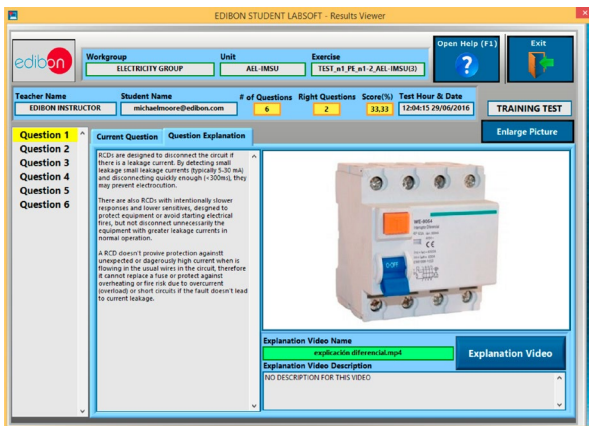 EDIBON STUDENT LABSOFT - Results Viewer
edibon
Workgroup
ELECTRICITY GROUP
Unit
AEL-IMSU
Exercise
TEST_n1_PE_n1-2_AEL-IMSU(3)
Open Help (F1)
?
Exit
Teacher Name
EDIBON INSTRUCTOR
Student Name
michaelmoore@edibon.com
# of Questions
6
Right Questions
2
Score(%)
33,33
Test Hour & Date
12:04:15 29/06/2016
TRAINING TEST
Question 1
Question 2
Question 3
Question 4
Question 5
Question 6
Current Question
Question Explanation
Enlarge Picture
RCDs are designed to disconnect the circuit if
there is a leakage current. By detecting small
leakage small leakage currents (typically 5-30 mA)
and disconnecting quickly enough (<300ms), they
may prevent electrocution.
There are also RCDs with intentionally slower
responses and lower sensitives, desgned to
protect equipment or avoid starting electrical
fires, but not disconnect unnecessarily the
equipment with greater leakage currents in
normal operation.
A RCD doesn't provire protection againstt
unexpected or dagerously high current when is
flowing in the usual wires in the circuit, therefore
it cannot replace a fuse or protect against
overheating or fire risk due to overcurrent
(overload) or short circuits if the fault doesn't lead
to current leakage.
CE
Explanation Video Name
explicación diferencial.mp4
Explanation Video Description
NO DESCRIPTION FOR THIS VIDEO
Explanation Video